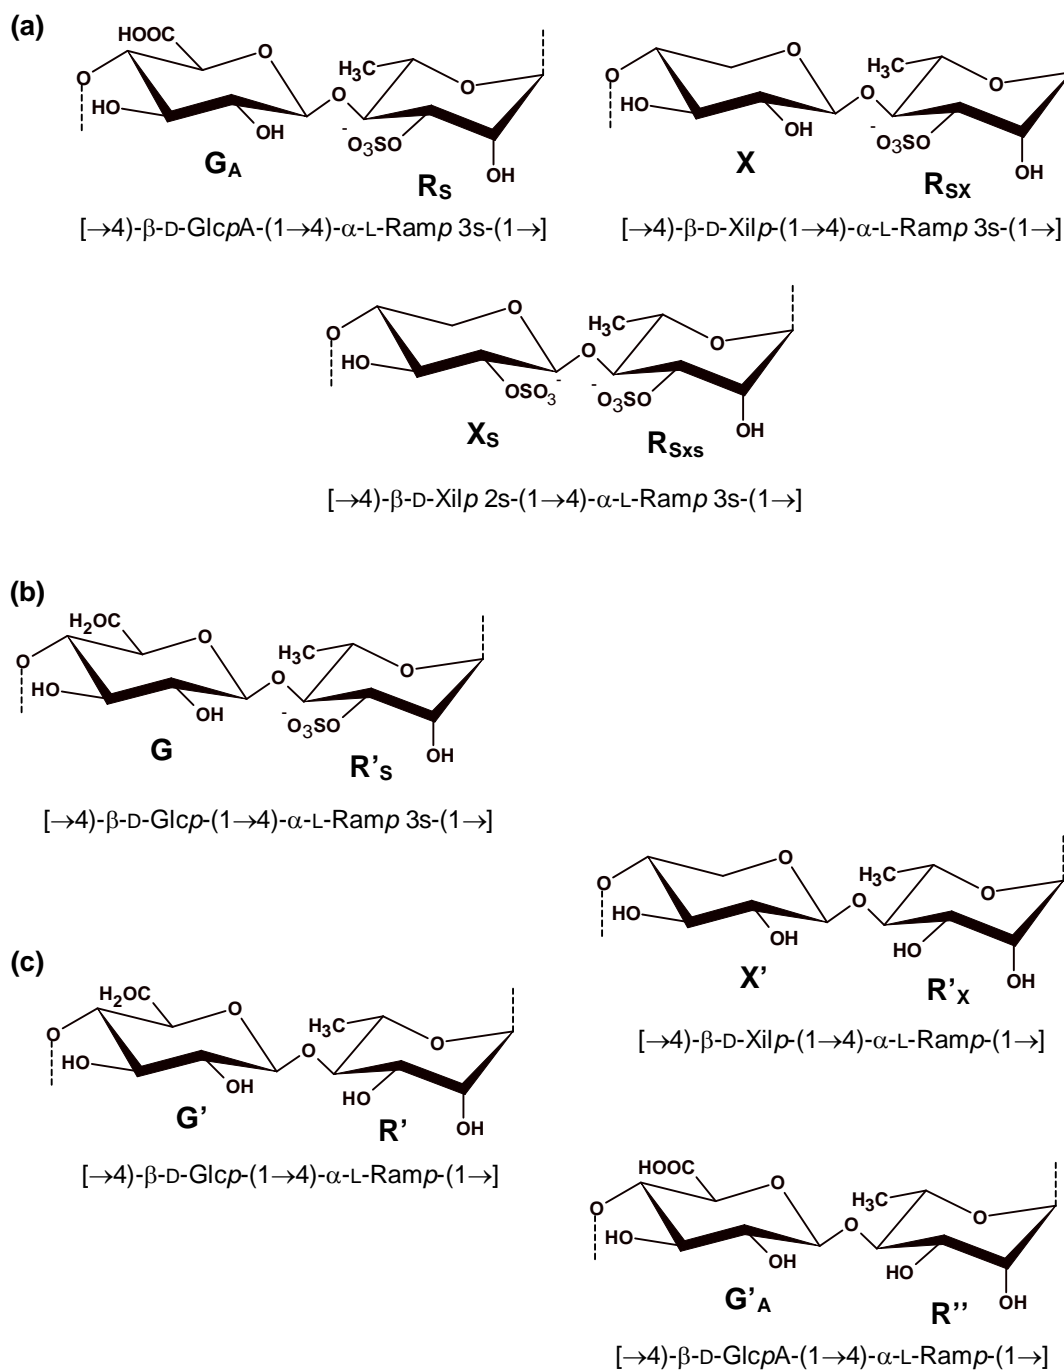 (a)
HOOC O O HO OH O H3C O -O3SO OH
GA RS
[→4)-β-D-GlcpA-(1→4)-α-L-Ramp 3s-(1→]
O O HO OH O H3C O -O3SO OH
X RSX
[→4)-β-D-Xilp-(1→4)-α-L-Ramp 3s-(1→]
O O HO OSO3- O H3C O -O3SO OH
XS RSxs
[→4)-β-D-Xilp 2s-(1→4)-α-L-Ramp 3s-(1→]
(b)
H2OC O O HO OH O H3C O -O3SO OH
G R’S
[→4)-β-D-Glcp-(1→4)-α-L-Ramp 3s-(1→]
O O HO OH O H3C O HO OH
X’ R’X
[→4)-β-D-Xilp-(1→4)-α-L-Ramp-(1→]
(c)
H2OC O O HO OH O H3C O HO OH
G’ R’
[→4)-β-D-Glcp-(1→4)-α-L-Ramp-(1→]
HOOC O O HO OH O H3C O HO OH
G’A R’’
[→4)-β-D-GlcpA-(1→4)-α-L-Ramp-(1→]